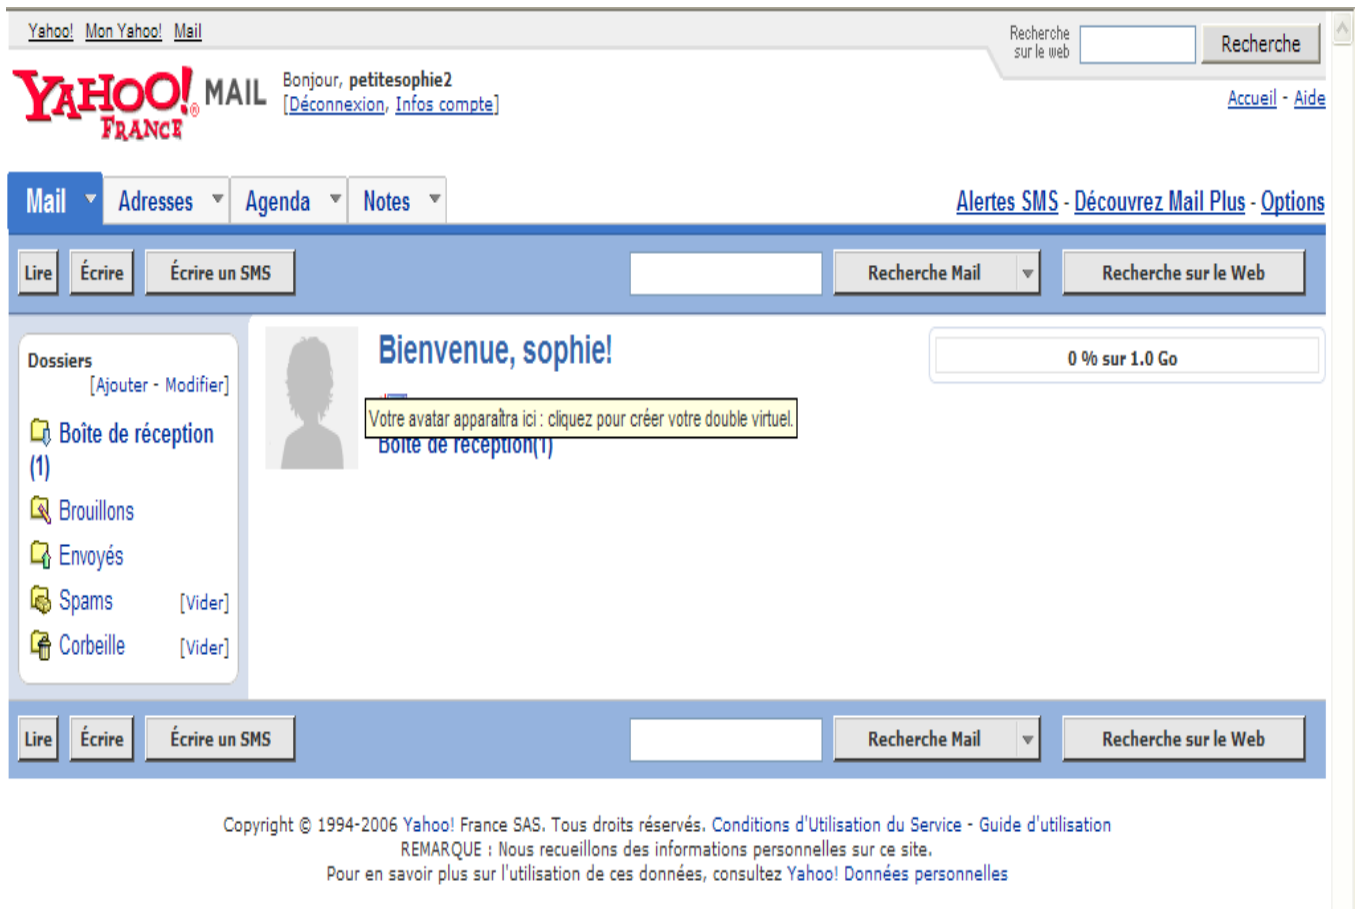 Yahoo! Mon Yahoo! Mail
Recherche sur le web
Recherche
YAHOO! MAIL
FRANCE
Bonjour, petitesophie2
[Déconnexion, Infos compte]
Accueil - Aide
Mail Adresses Agenda Notes
Alertes SMS - Découvrez Mail Plus - Options
Lire Écrire Écrire un SMS Recherche Mail Recherche sur le Web
Dossiers
[Ajouter - Modifier]
Boîte de réception
(1)
Brouillons
Envoyés
Spams [Vider]
Corbeille [Vider]
Bienvenue, sophie!
Votre avatar apparaîtra ici : cliquez pour créer votre double virtuel.
Boîte de réception(1)
0 % sur 1.0 Go
Lire Écrire Écrire un SMS Recherche Mail Recherche sur le Web
Copyright © 1994-2006 Yahoo! France SAS. Tous droits réservés. Conditions d'Utilisation du Service - Guide d'utilisation
REMARQUE : Nous recueillons des informations personnelles sur ce site.
Pour en savoir plus sur l'utilisation de ces données, consultez Yahoo! Données personnelles